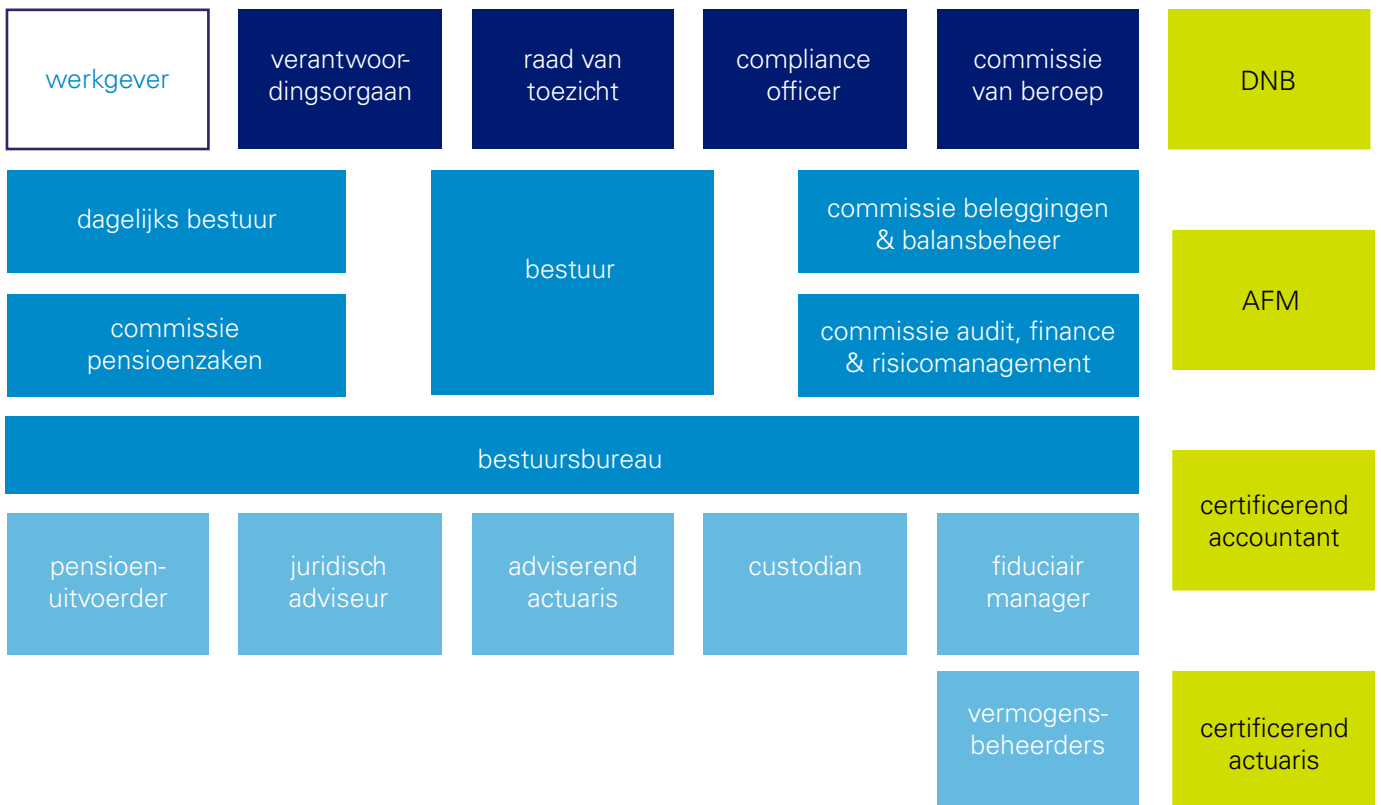 werkgever
verantwoor-
dingsorgaan
raad van
toezicht
compliance
officer
commissie
van beroep
DNB
dagelijks bestuur
bestuur
commissie beleggingen
& balansbeheer
AFM
commissie
pensioenzaken
commissie audit, finance
& risicomanagement
bestuursbureau
certificerend
accountant
pensioen-
uitvoerder
juridisch
adviseur
adviserend
actuaris
custodian
fiduciair
manager
vermogens-
beheerders
certificerend
actuaris